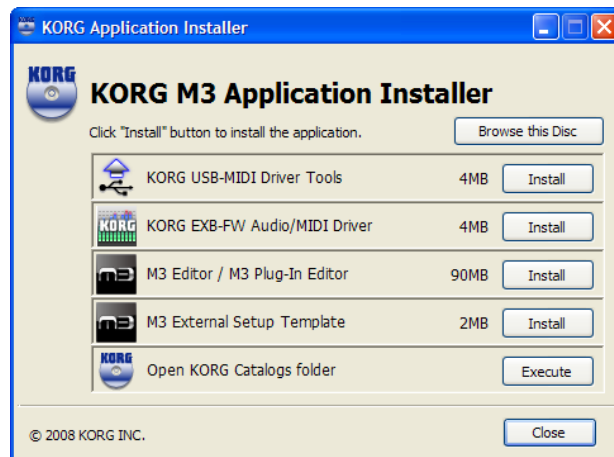 KORG Application Installer
KORG
KORG M3 Application Installer
Click "Install" button to install the application.
Browse this Disc
KORG USB-MIDI Driver Tools 4MB Install
KORG KORG EXB-FW Audio/MIDI Driver 4MB Install
m3 M3 Editor / M3 Plug-In Editor 90MB Install
m3 M3 External Setup Template 2MB Install
KORG Open KORG Catalogs folder Execute
© 2008 KORG INC. Close